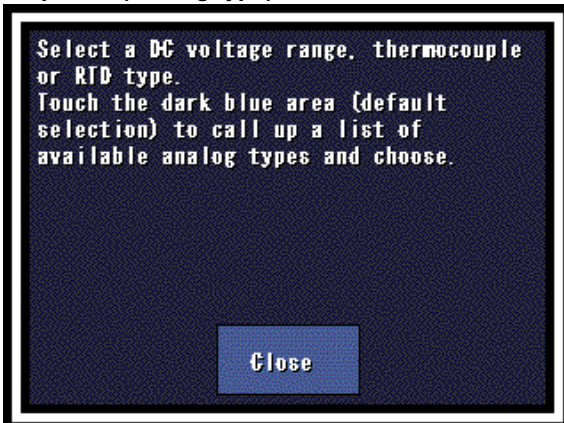 Select a DC voltage range, thermocouple
or RTD type.
Touch the dark blue area (default
selection) to call up a list of
available analog types and choose.
Close